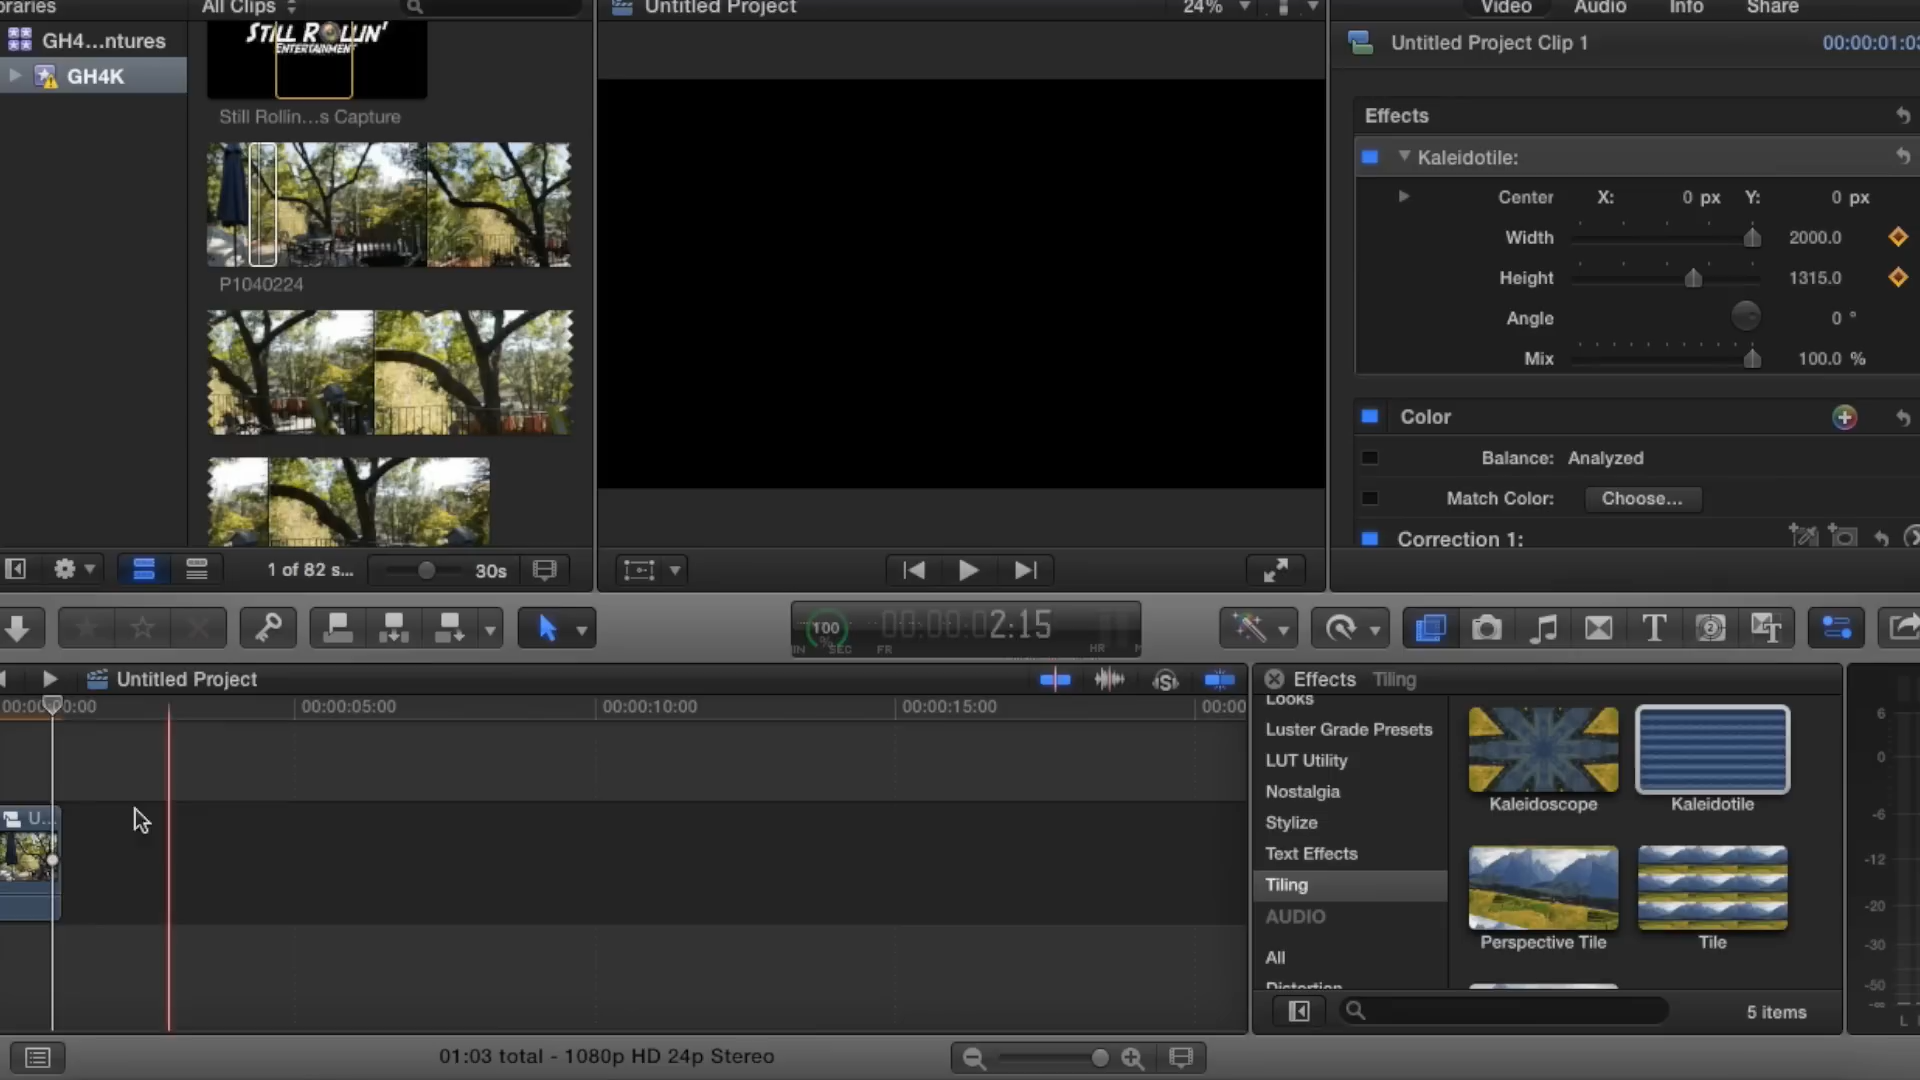 oraries
All Clips
Untitled Project
24%
Video
Audio
Info
Share
GH4...ntures
GH4K
STILL ROLLIN'
ENTERTAINMENT
Still Rollin...s Capture
P1040224
Untitled Project Clip 1
00:00:01:03
Effects
Kaleidotile:
Center X: 0 px Y: 0 px
Width 2000.0
Height 1315.0
Angle 0 °
Mix 100.0 %
Color
Balance: Analyzed
Match Color: Choose...
Correction 1:
1 of 82 s...
30s
100
%
00:00:02:15
MIN SEC FR
HR
Untitled Project
00:00:00:00
00:00:05:00
00:00:10:00
00:00:15:00
00:00
U...
Effects Tiling
Looks
Luster Grade Presets
LUT Utility
Nostalgia
Stylize
Text Effects
Tiling
AUDIO
All
Distortion
Kaleidoscope
Kaleidotile
Perspective Tile
Tile
5 items
6
0
-6
-12
-20
-30
-50
-∞
L
01:03 total - 1080p HD 24p Stereo